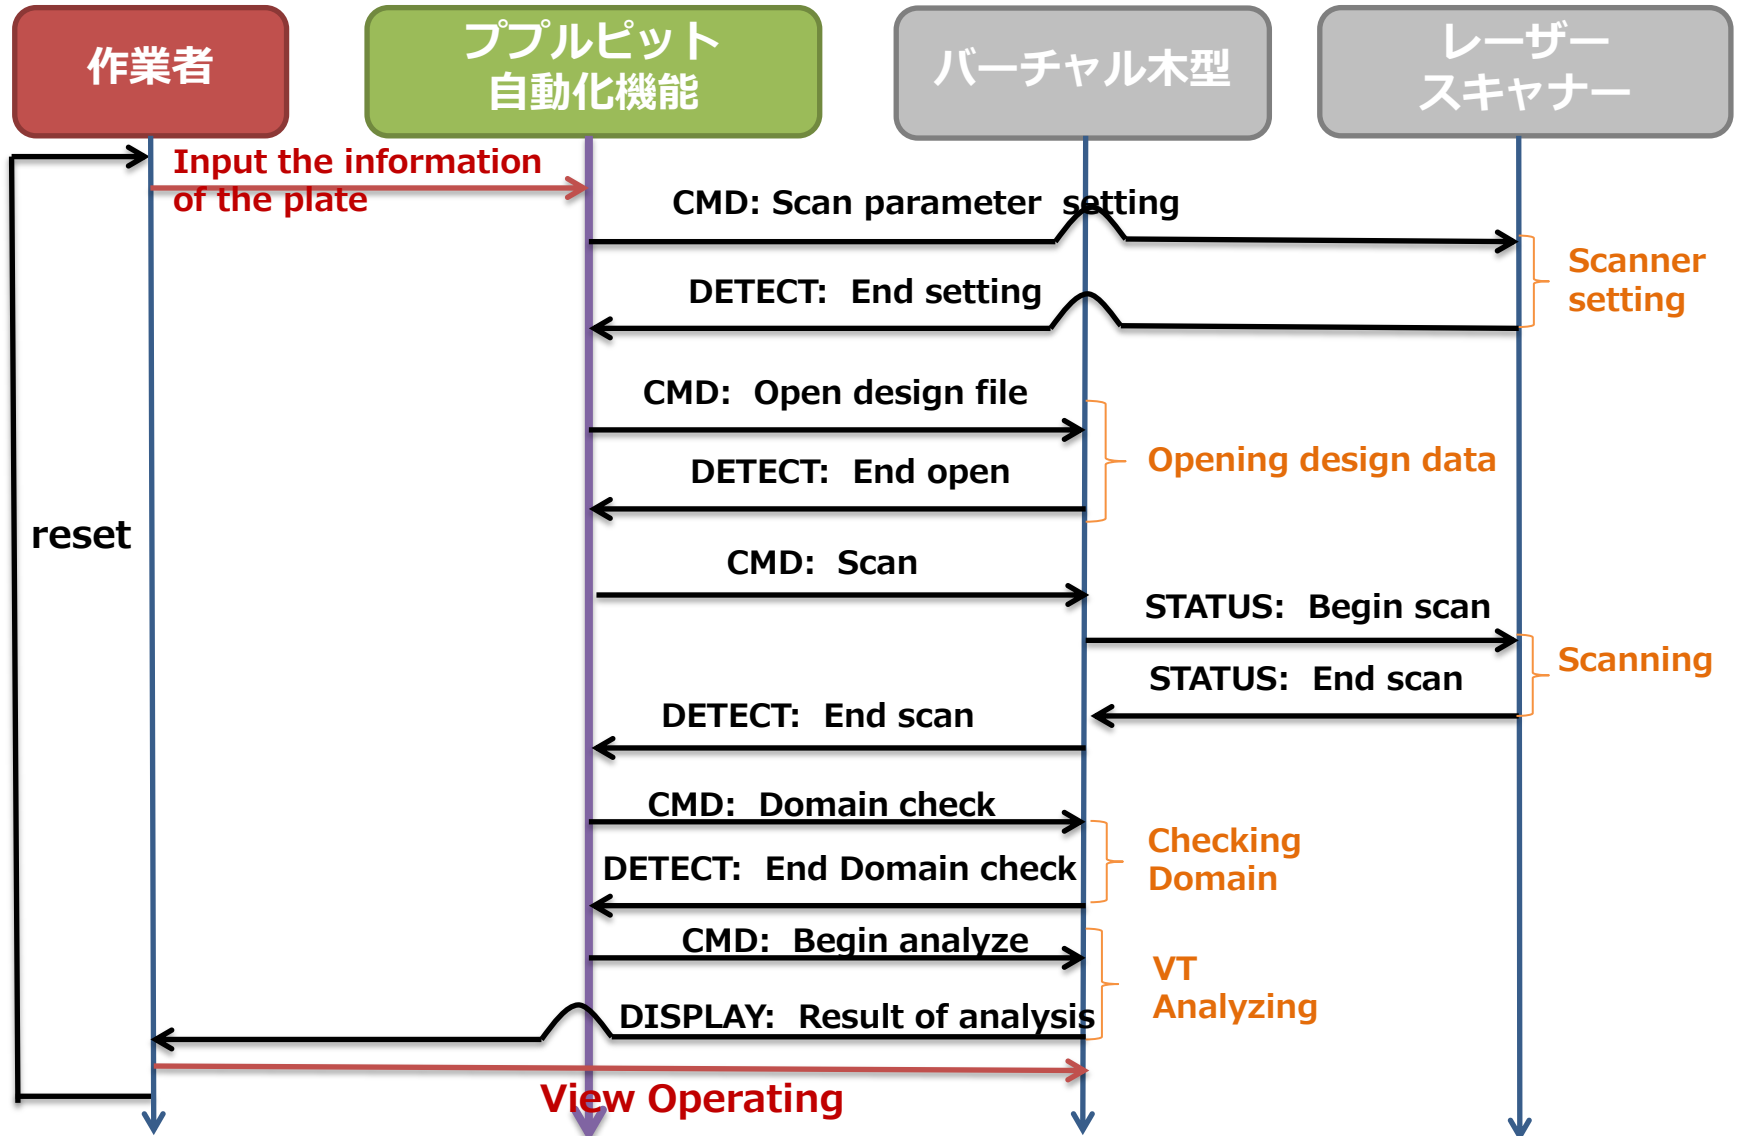 作業者
プププルピット
自動化機能
バーチャル木型
レーザー
スキャナー
Input the information
of the plate
CMD: Scan parameter setting
Scanner
setting
DETECT: End setting
CMD: Open design file
Opening design data
DETECT: End open
reset
CMD: Scan
STATUS: Begin scan
Scanning
STATUS: End scan
DETECT: End scan
CMD: Domain check
Checking
Domain
DETECT: End Domain check
CMD: Begin analyze
VT
Analyzing
DISPLAY: Result of analysis
View Operating